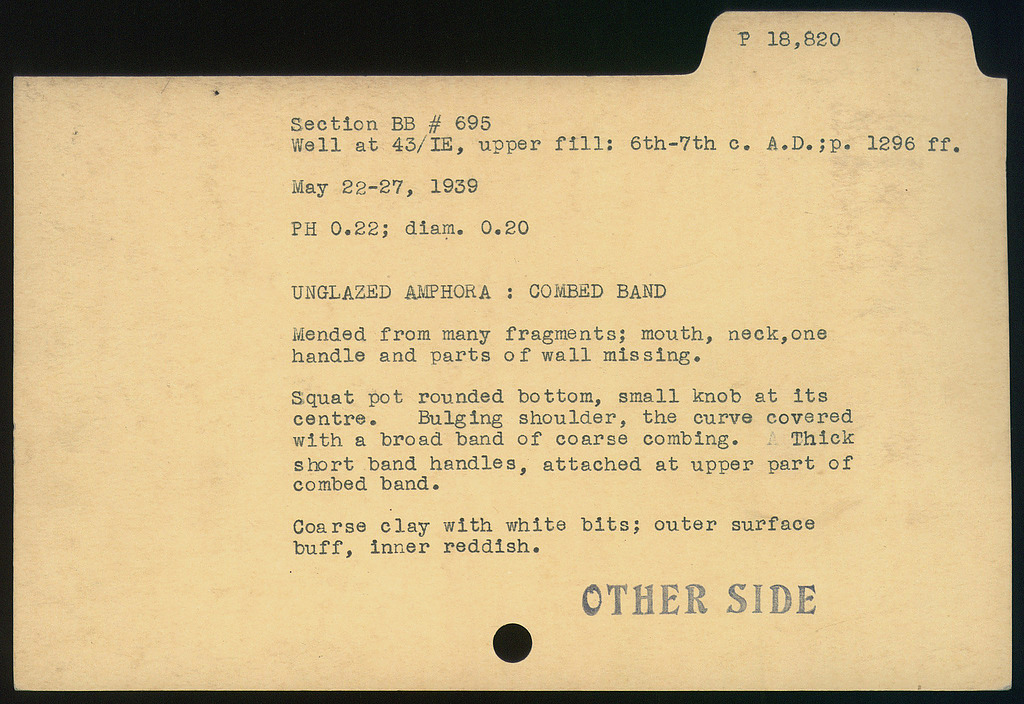 P 18,820
Section BB # 695
Well at 43/IE, upper fill: 6th-7th c. A.D.;p. 1296 ff.
May 22-27, 1939
PH 0.22; diam. 0.20
UNGLAZED AMPHORA : COMBED BAND
Mended from many fragments; mouth, neck,one
handle and parts of wall missing.
Squat pot rounded bottom, small knob at its
centre.  Bulging shoulder, the curve covered
with a broad band of coarse combing.  Thick
short band handles, attached at upper part of
combed band.
Coarse clay with white bits; outer surface
buff, inner reddish.
OTHER SIDE